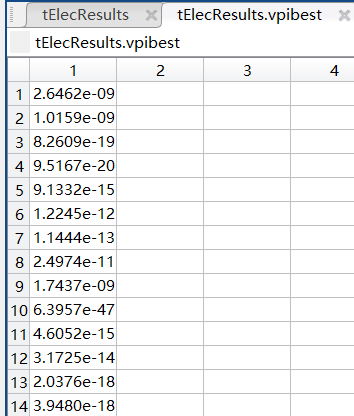 tElecResults tElecResults.vpibest
tElecResults.vpibest
1 2 3 4
1 2.6462e-09
2 1.0159e-09
3 8.2609e-19
4 9.5167e-20
5 9.1332e-15
6 1.2245e-12
7 1.1444e-13
8 2.4974e-11
9 1.7437e-09
10 6.3957e-47
11 4.6052e-15
12 3.1725e-14
13 2.0376e-18
14 3.9480e-18